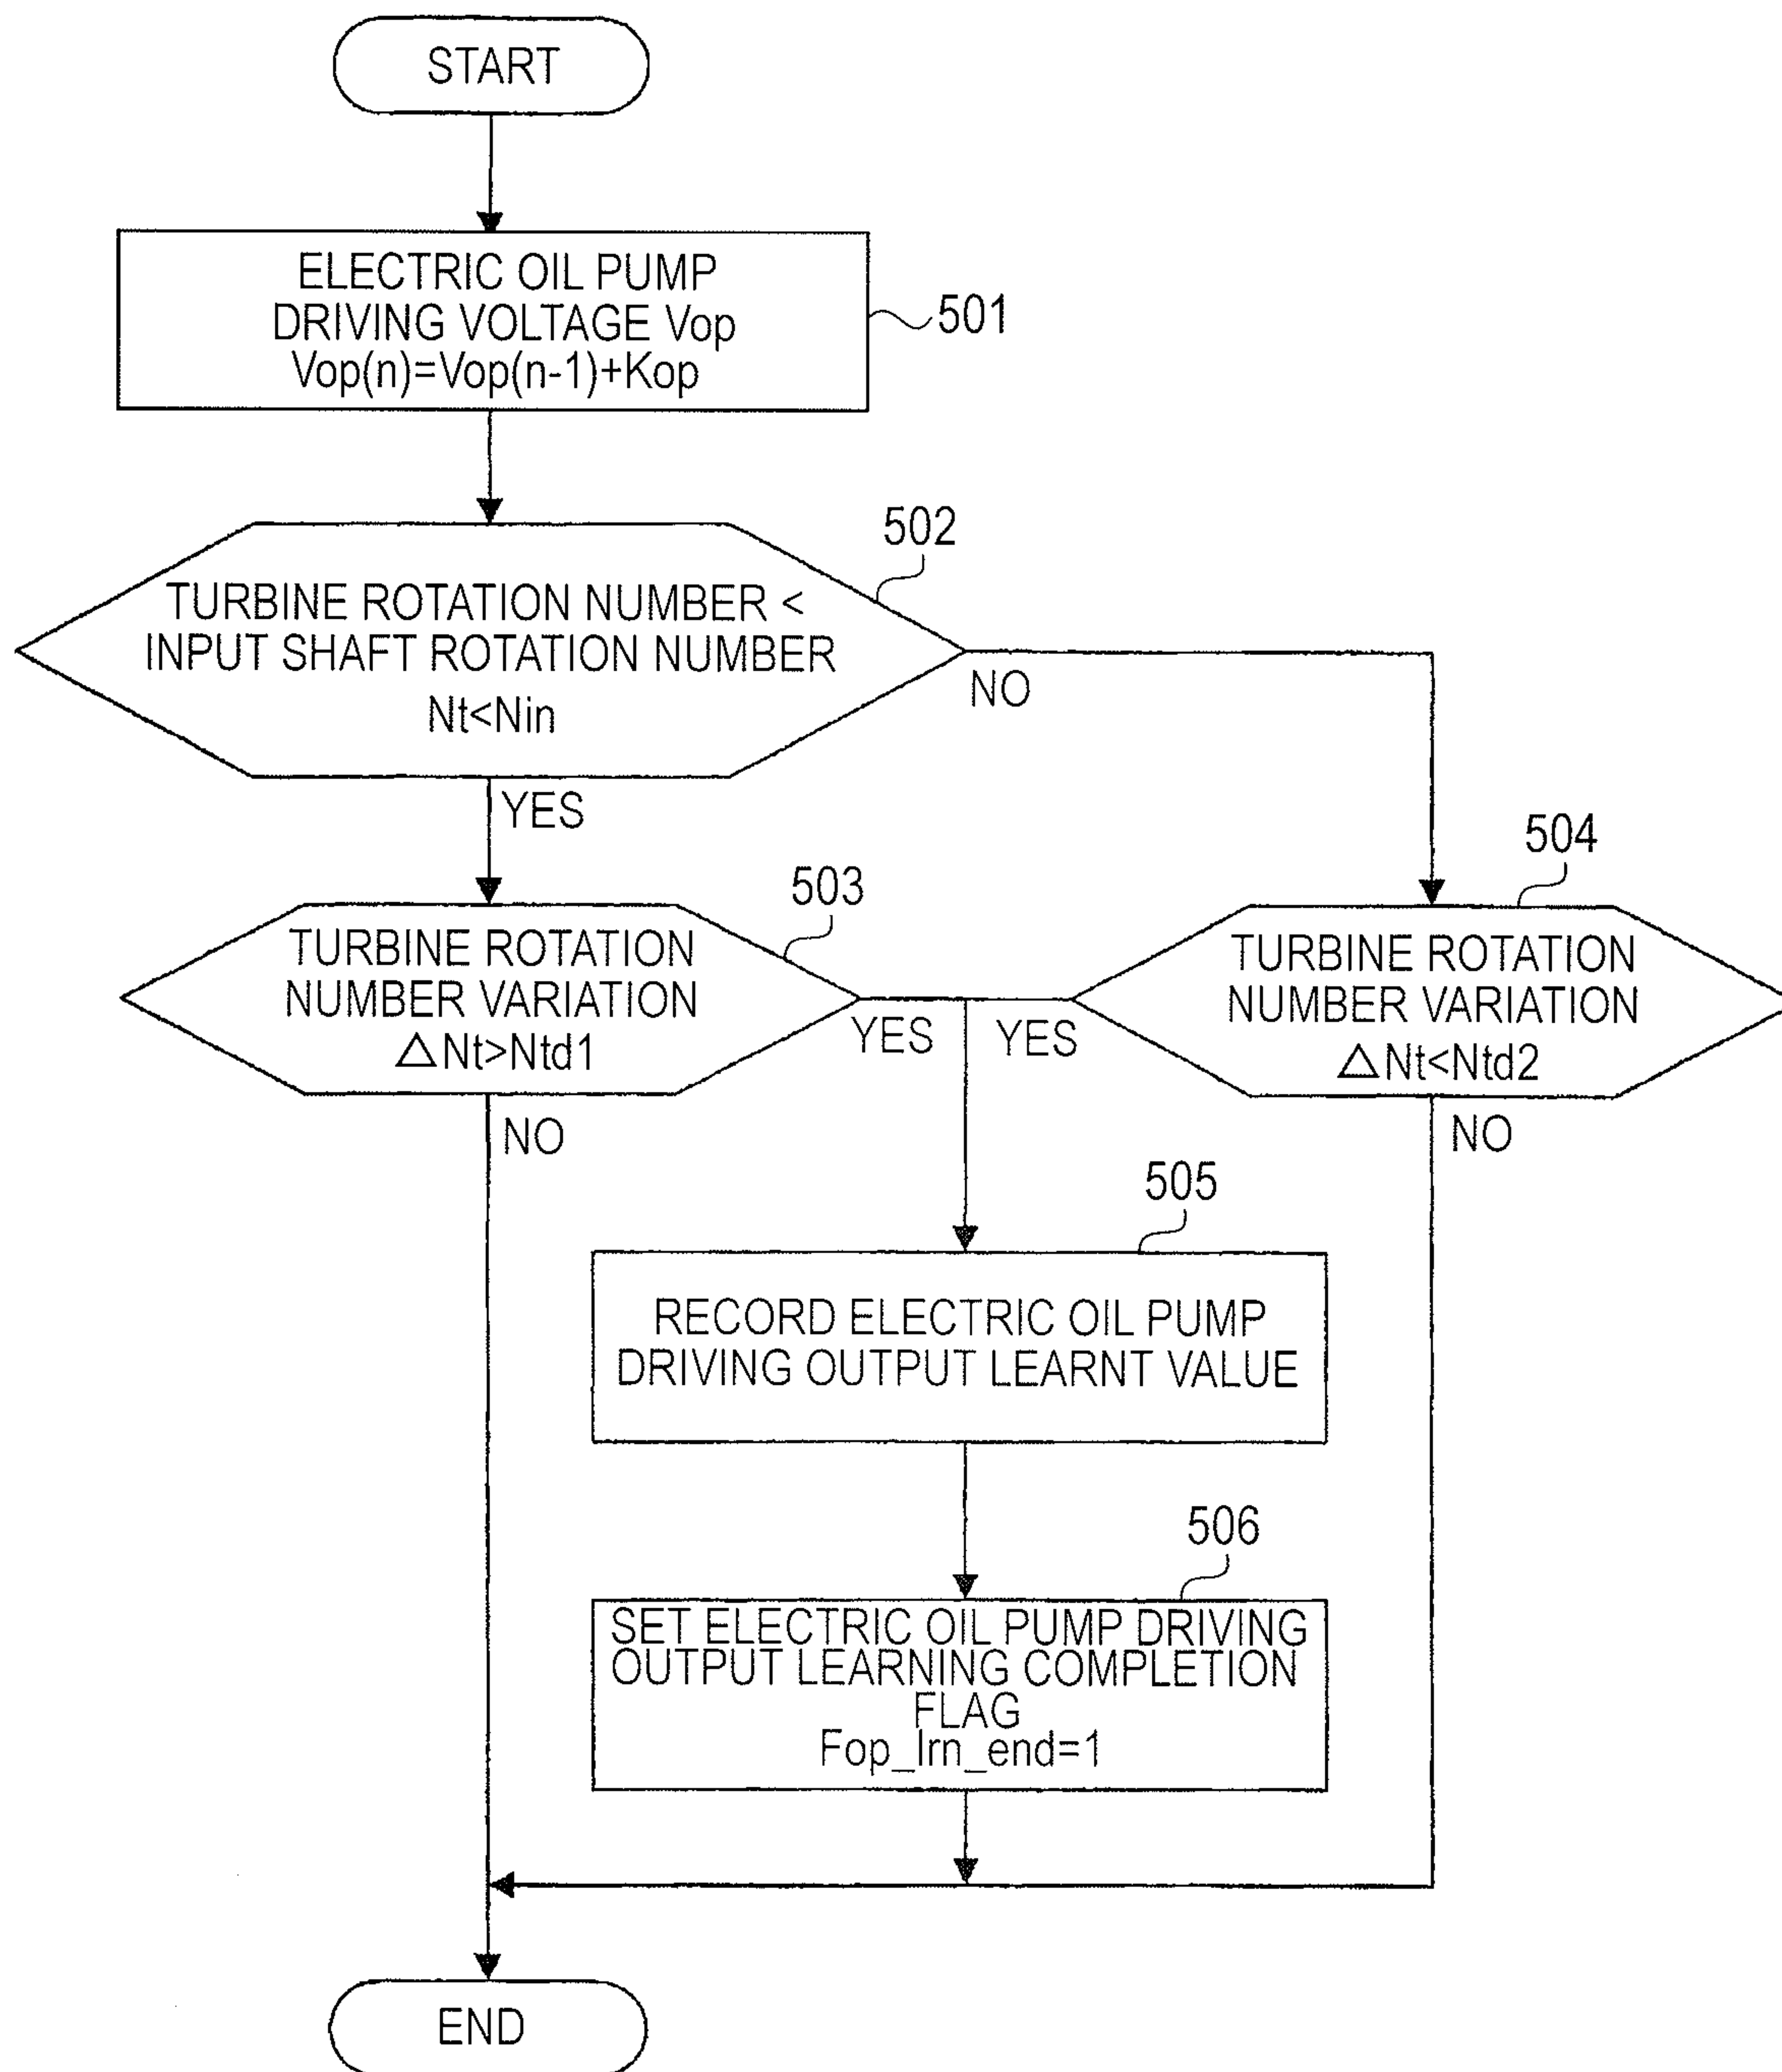 START
ELECTRIC OIL PUMP
DRIVING VOLTAGE Vop
Vop(n)=Vop(n-1)+Kop
501
502
TURBINE ROTATION NUMBER <
INPUT SHAFT ROTATION NUMBER
Nt<Nin
NO
YES
503
TURBINE ROTATION
NUMBER VARIATION
△Nt>Ntd1
YES
NO
504
TURBINE ROTATION
NUMBER VARIATION
△Nt<Ntd2
YES
NO
505
RECORD ELECTRIC OIL PUMP
DRIVING OUTPUT LEARNT VALUE
506
SET ELECTRIC OIL PUMP DRIVING
OUTPUT LEARNING COMPLETION
FLAG
Fop_lrn_end=1
END